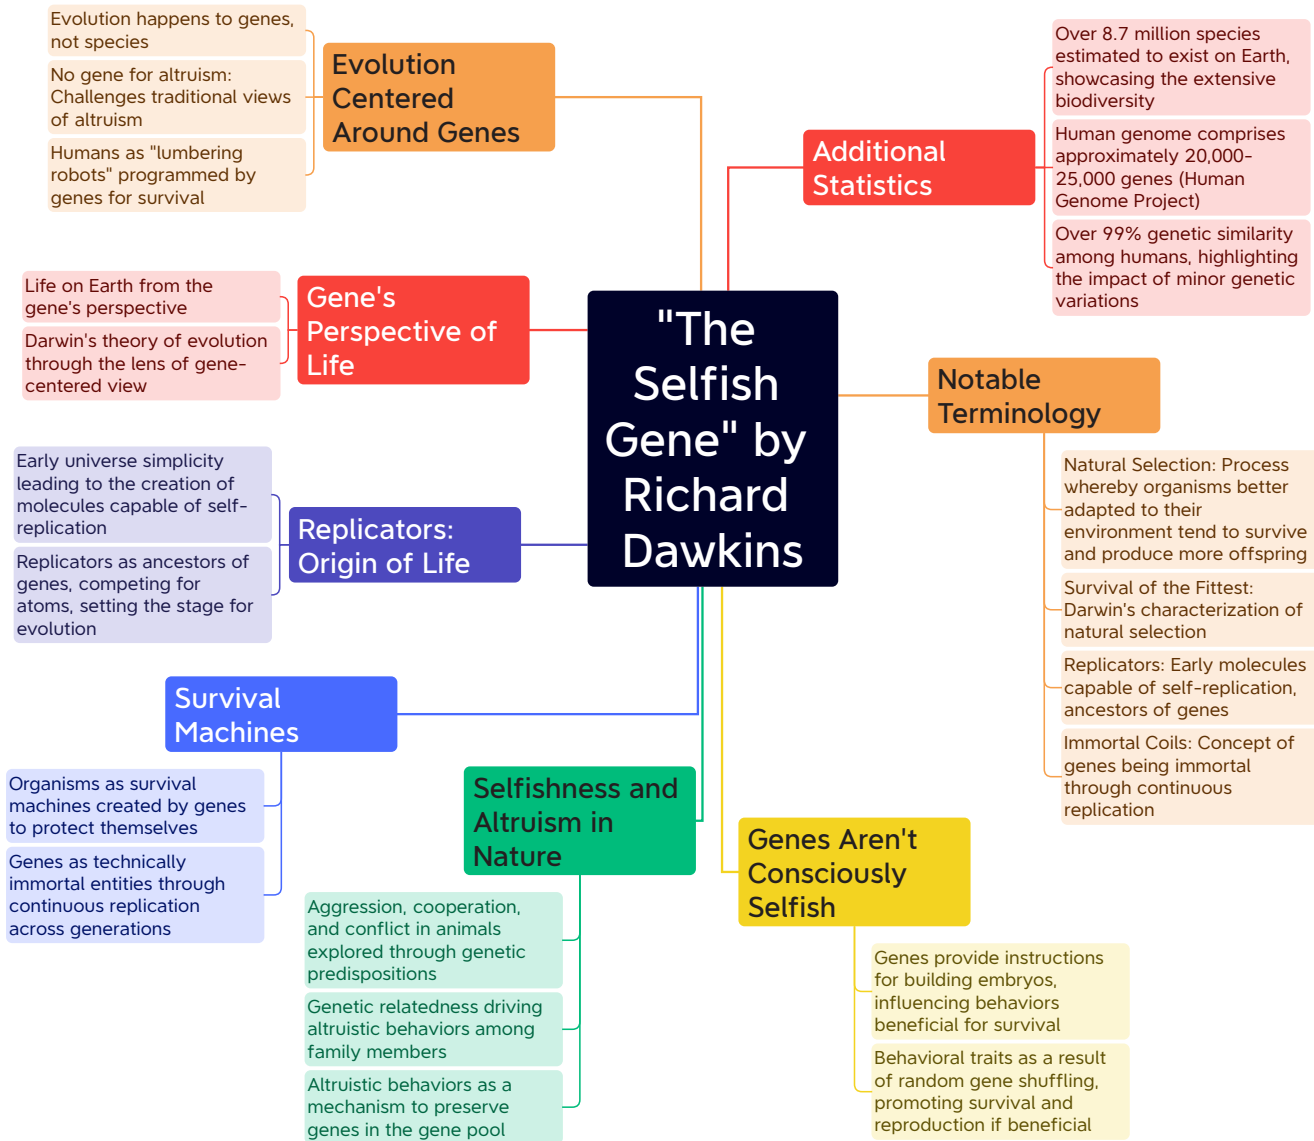 Evolution happens to genes,
not species
No gene for altruism:
Challenges traditional views
of altruism
Humans as "lumbering
robots" programmed by
genes for survival
Evolution
Centered
Around Genes
Life on Earth from the
gene's perspective
Darwin's theory of evolution
through the lens of gene-
centered view
Gene's
Perspective of
Life
Early universe simplicity
leading to the creation of
molecules capable of self-
replication
Replicators as ancestors of
genes, competing for
atoms, setting the stage for
evolution
Replicators:
Origin of Life
Survival
Machines
Organisms as survival
machines created by genes
to protect themselves
Genes as technically
immortal entities through
continuous replication
across generations
"The
Selfish
Gene" by
Richard
Dawkins
Selfishness and
Altruism in
Nature
Aggression, cooperation,
and conflict in animals
explored through genetic
predispositions
Genetic relatedness driving
altruistic behaviors among
family members
Altruistic behaviors as a
mechanism to preserve
genes in the gene pool
Additional
Statistics
Over 8.7 million species
estimated to exist on Earth,
showcasing the extensive
biodiversity
Human genome comprises
approximately 20,000-
25,000 genes (Human
Genome Project)
Over 99% genetic similarity
among humans, highlighting
the impact of minor genetic
variations
Notable
Terminology
Natural Selection: Process
whereby organisms better
adapted to their
environment tend to survive
and produce more offspring
Survival of the Fittest:
Darwin's characterization of
natural selection
Replicators: Early molecules
capable of self-replication,
ancestors of genes
Immortal Coils: Concept of
genes being immortal
through continuous
replication
Genes Aren't
Consciously
Selfish
Genes provide instructions
for building embryos,
influencing behaviors
beneficial for survival
Behavioral traits as a result
of random gene shuffling,
promoting survival and
reproduction if beneficial